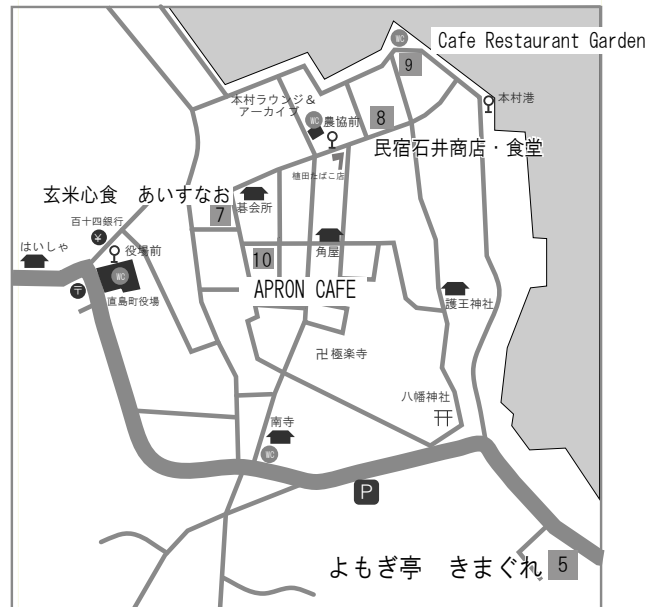 WC
Cafe Restaurant Garden
9
本村港
本村ラウンジ&
アーカイブ
WC
農協前
8
民宿石井商店・食堂
植田たばこ店
玄米心食　あいすなお
碁会所
7
百十四銀行
¥
はいしゃ
役場前
角屋
10
WC
〒
直島町役場
APRON CAFE
護王神社
卍極楽寺
八幡神社
南寺
WC
P
よもぎ亭　きまぐれ
5